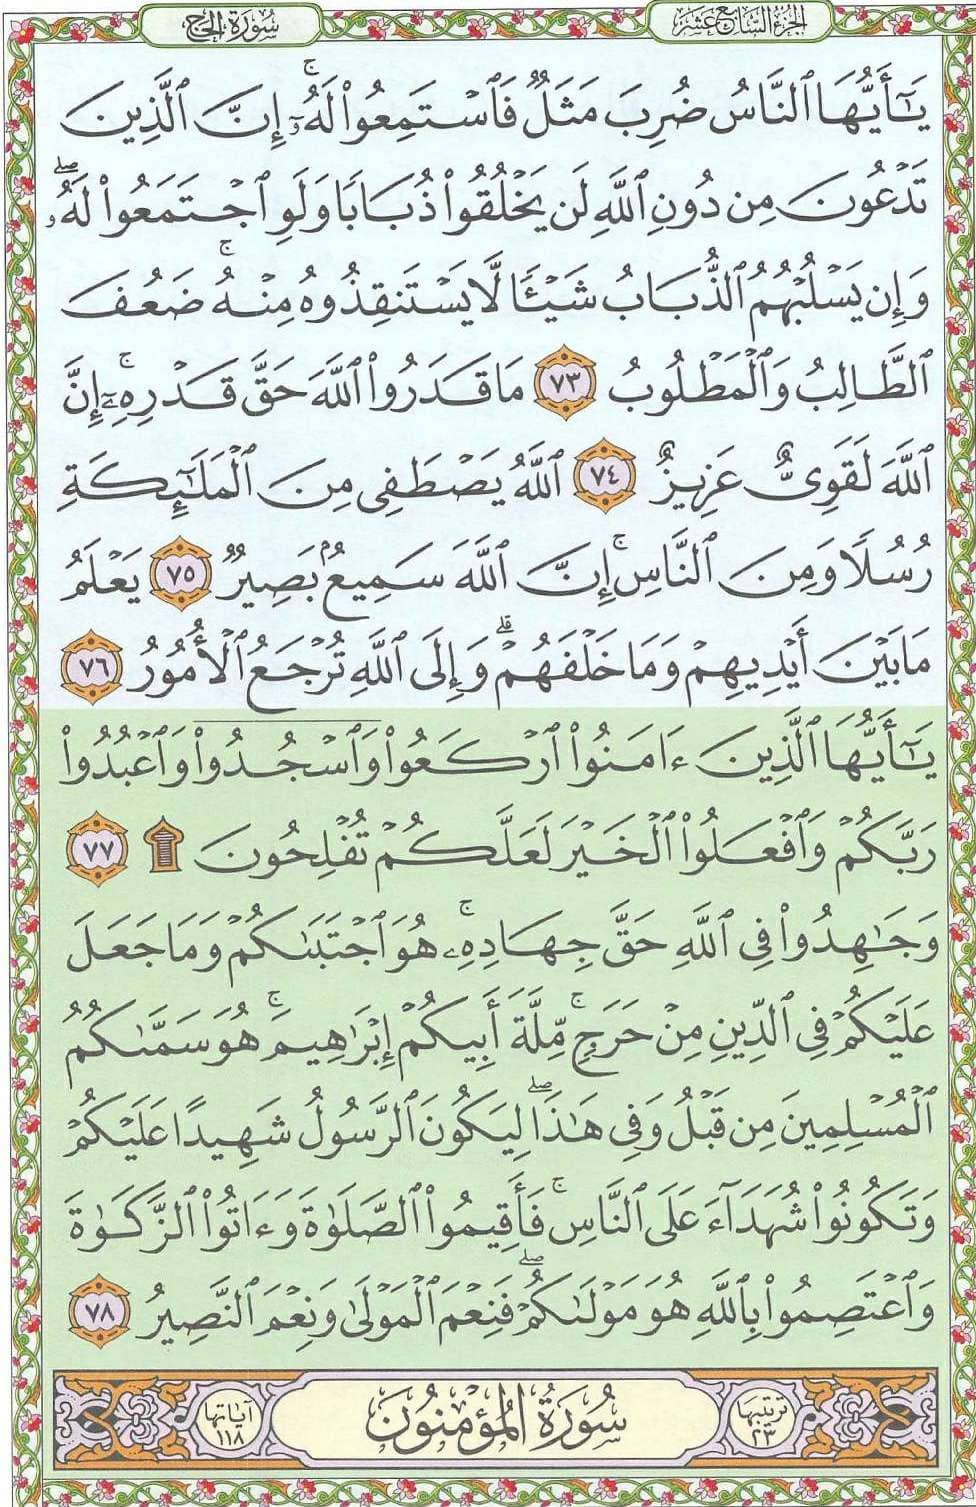 الجزء السابع عشر
سورة الحج
يَٰٓأَيُّهَا ٱلنَّاسُ ضُرِبَ مَثَلٌ فَٱسْتَمِعُوا۟ لَهُۥٓ ۚ إِنَّ ٱلَّذِينَ
تَدْعُونَ مِن دُونِ ٱللَّهِ لَن يَخْلُقُوا۟ ذُبَابًا وَلَوِ ٱجْتَمَعُوا۟ لَهُۥ ۖ
وَإِن يَسْلُبْهُمُ ٱلذُّبَابُ شَيْـًٔا لَّا يَسْتَنقِذُوهُ مِنْهُ ۚ ضَعُفَ
ٱلطَّالِبُ وَٱلْمَطْلُوبُ ٧٣ مَا قَدَرُوا۟ ٱللَّهَ حَقَّ قَدْرِهِۦٓ ۚ إِنَّ
ٱللَّهَ لَقَوِىٌّ عَزِيزٌ ٧٤ ٱللَّهُ يَصْطَفِى مِنَ ٱلْمَلَٰٓئِكَةِ
رُسُلًا وَمِنَ ٱلنَّاسِ ۚ إِنَّ ٱللَّهَ سَمِيعٌۢ بَصِيرٌ ٧٥ يَعْلَمُ
مَا بَيْنَ أَيْدِيهِمْ وَمَا خَلْفَهُمْ ۗ وَإِلَى ٱللَّهِ تُرْجَعُ ٱلْأُمُورُ ٧٦
يَٰٓأَيُّهَا ٱلَّذِينَ ءَامَنُوا۟ ٱرْكَعُوا۟ وَٱسْجُدُوا۟ وَٱعْبُدُوا۟
رَبَّكُمْ وَٱفْعَلُوا۟ ٱلْخَيْرَ لَعَلَّكُمْ تُفْلِحُونَ ۩ ٧٧
وَجَٰهِدُوا۟ فِى ٱللَّهِ حَقَّ جِهَادِهِۦ ۚ هُوَ ٱجْتَبَىٰكُمْ وَمَا جَعَلَ
عَلَيْكُمْ فِى ٱلدِّينِ مِنْ حَرَجٍ ۚ مِّلَّةَ أَبِيكُمْ إِبْرَٰهِيمَ ۚ هُوَ سَمَّىٰكُمُ
ٱلْمُسْلِمِينَ مِن قَبْلُ وَفِى هَٰذَا لِيَكُونَ ٱلرَّسُولُ شَهِيدًا عَلَيْكُمْ
وَتَكُونُوا۟ شُهَدَآءَ عَلَى ٱلنَّاسِ ۚ فَأَقِيمُوا۟ ٱلصَّلَوٰةَ وَءَاتُوا۟ ٱلزَّكَوٰةَ
وَٱعْتَصِمُوا۟ بِٱللَّهِ هُوَ مَوْلَىٰكُمْ ۖ فَنِعْمَ ٱلْمَوْلَىٰ وَنِعْمَ ٱلنَّصِيرُ ٧٨
ترتيبها ٢٣
سُورَةُ المُؤْمِنُونَ
آياتها ١١٨